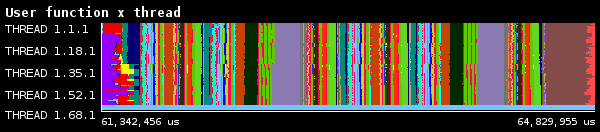 User function x thread
THREAD 1.1.1
THREAD 1.18.1
THREAD 1.35.1
THREAD 1.52.1
THREAD 1.68.1
61,342,456 us
64,829,955 us